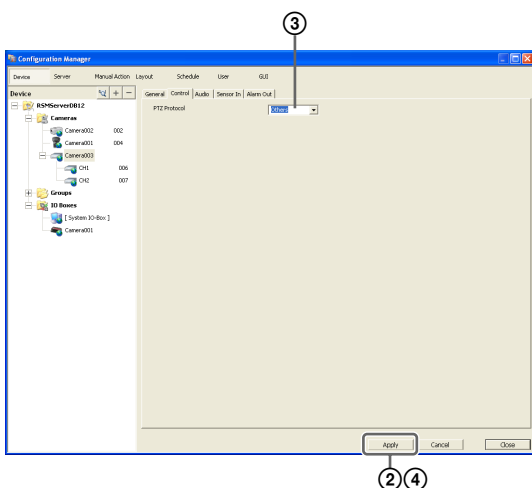 ③
Configuration Manager
Device Server Manual Action Layout Schedule User GUI
Device
General Control Audio Sensor In Alarm Out
RSMServerDB12
PTZ Protocol Others
Cameras
Camera002 002
Camera001 004
Camera003
CH1 006
CH2 007
Groups
IO Boxes
[ System IO-Box ]
Camera001
Apply Cancel Close
②④